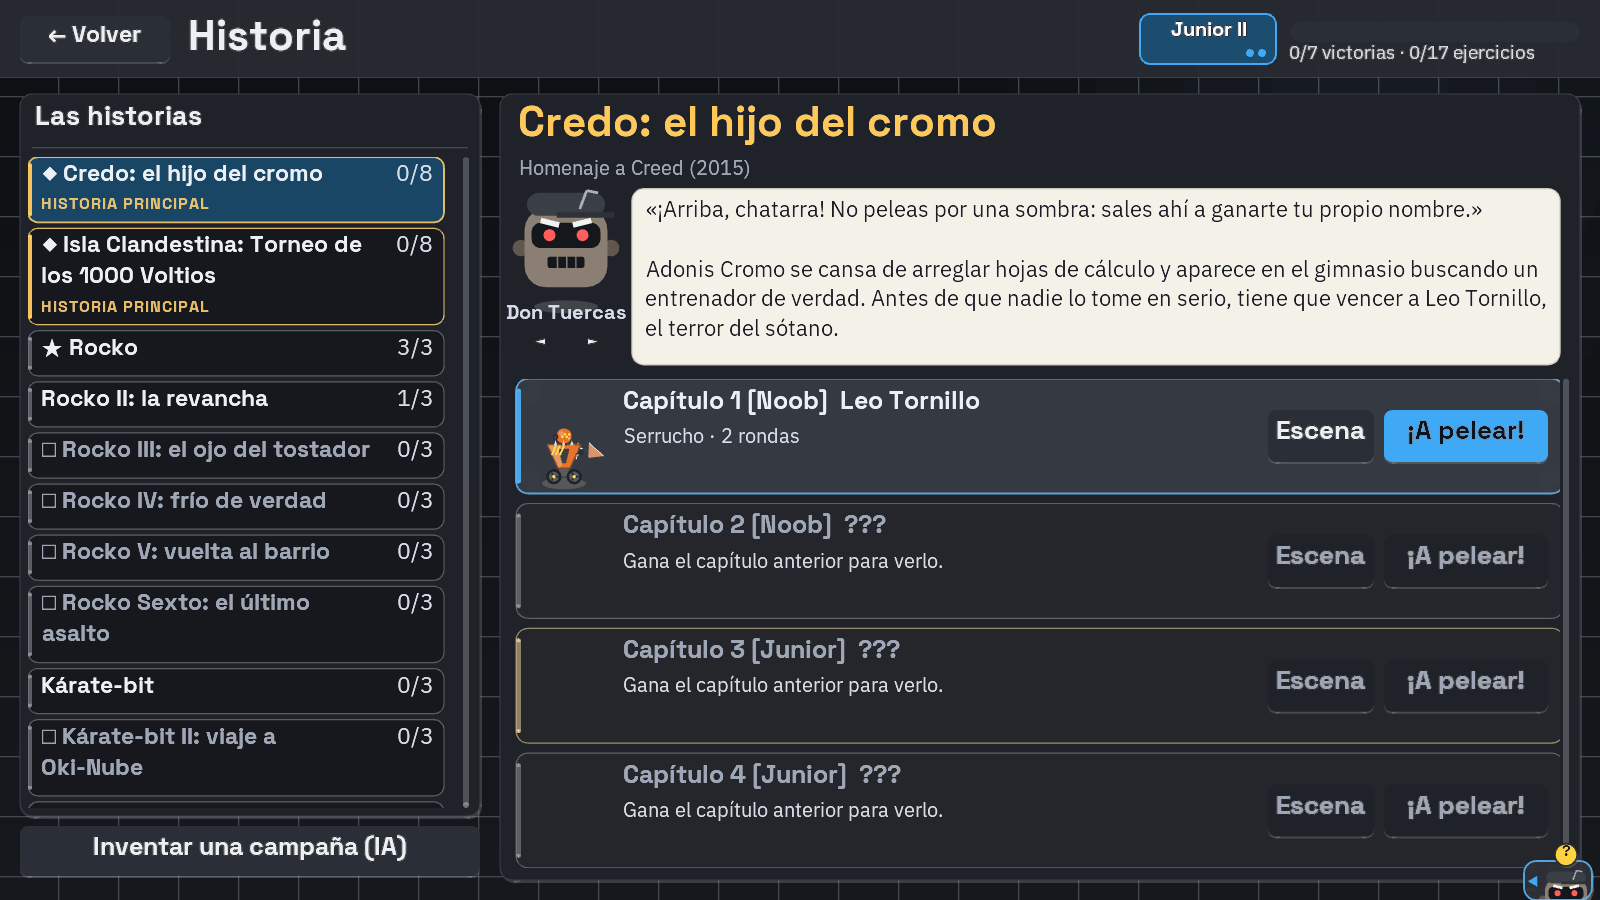 ← Volver
Historia
Junior II
0/7 victorias · 0/17 ejercicios
Las historias
◆ Credo: el hijo del cromo 0/8
HISTORIA PRINCIPAL
◆ Isla Clandestina: Torneo de 0/8
los 1000 Voltios
HISTORIA PRINCIPAL
★ Rocko 3/3
Rocko II: la revancha 1/3
□ Rocko III: el ojo del tostador 0/3
□ Rocko IV: frío de verdad 0/3
□ Rocko V: vuelta al barrio 0/3
□ Rocko Sexto: el último 0/3
asalto
Kárate-bit 0/3
□ Kárate-bit II: viaje a 0/3
Oki-Nube
Inventar una campaña (IA)
Credo: el hijo del cromo
Homenaje a Creed (2015)
Don Tuercas
«¡Arriba, chatarra! No peleas por una sombra: sales ahí a ganarte tu propio nombre.»
Adonis Cromo se cansa de arreglar hojas de cálculo y aparece en el gimnasio buscando un
entrenador de verdad. Antes de que nadie lo tome en serio, tiene que vencer a Leo Tornillo,
el terror del sótano.
Capítulo 1 [Noob] Leo Tornillo
Serrucho · 2 rondas
Escena
¡A pelear!
Capítulo 2 [Noob] ???
Gana el capítulo anterior para verlo.
Escena
¡A pelear!
Capítulo 3 [Junior] ???
Gana el capítulo anterior para verlo.
Escena
¡A pelear!
Capítulo 4 [Junior] ???
Gana el capítulo anterior para verlo.
Escena
¡A pelear!
?